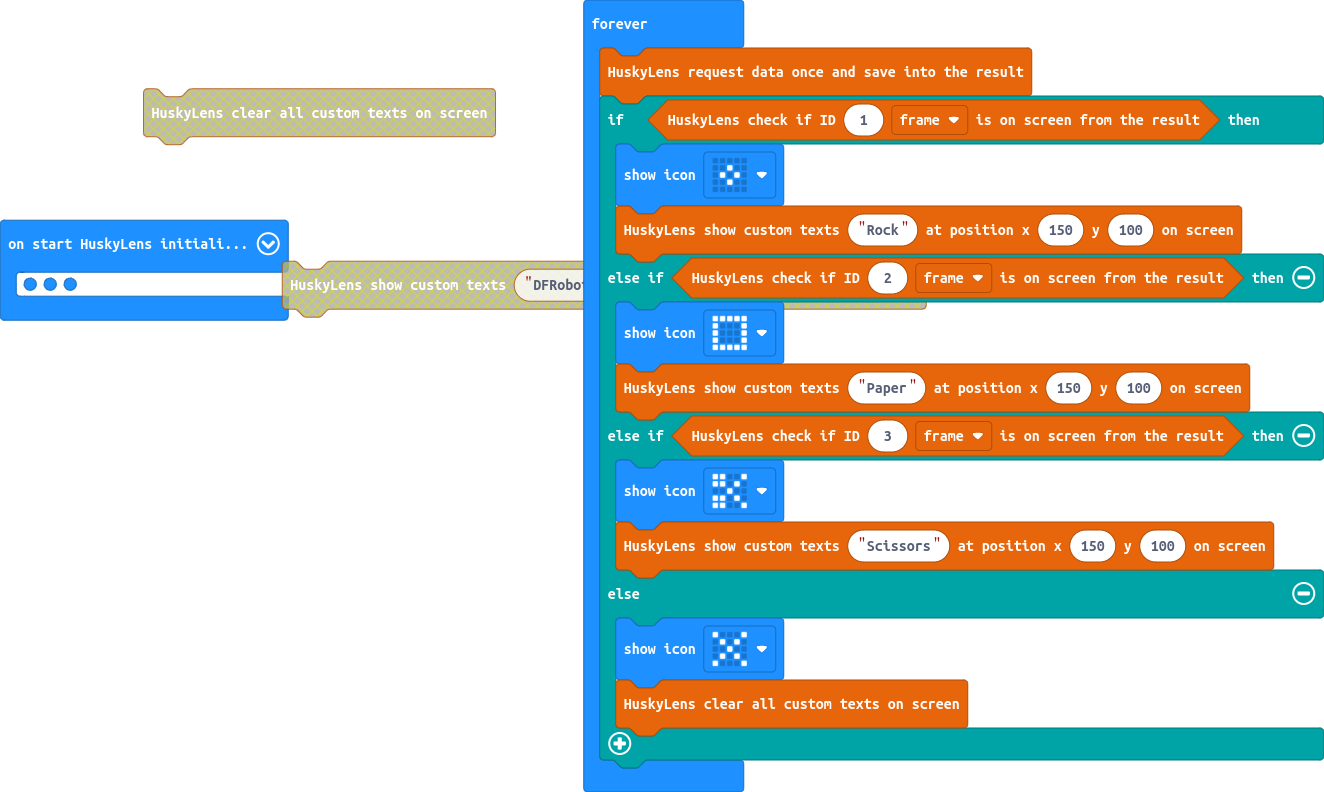 forever
HuskyLens request data once and save into the result
HuskyLens clear all custom texts on screen
if HuskyLens check if ID 1 frame is on screen from the result then
show icon
HuskyLens show custom texts "Rock" at position x 150 y 100 on screen
on start HuskyLens initiali...
HuskyLens show custom texts "DFRobot
else if HuskyLens check if ID 2 frame is on screen from the result then
show icon
HuskyLens show custom texts "Paper" at position x 150 y 100 on screen
else if HuskyLens check if ID 3 frame is on screen from the result then
show icon
HuskyLens show custom texts "Scissors" at position x 150 y 100 on screen
else
show icon
HuskyLens clear all custom texts on screen